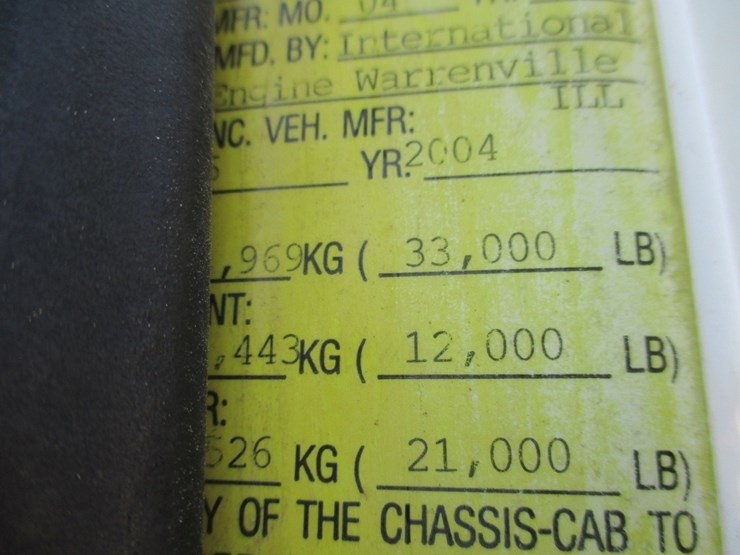 MFR: MO. 04
MFD. BY: International
Engine Warrenville
ILL
NC. VEH. MFR:
5 YR. 2004
,969KG ( 33,000 LB)
NT:
,443KG ( 12,000 LB)
R:
526 KG ( 21,000 LB)
Y OF THE CHASSIS-CAB TO